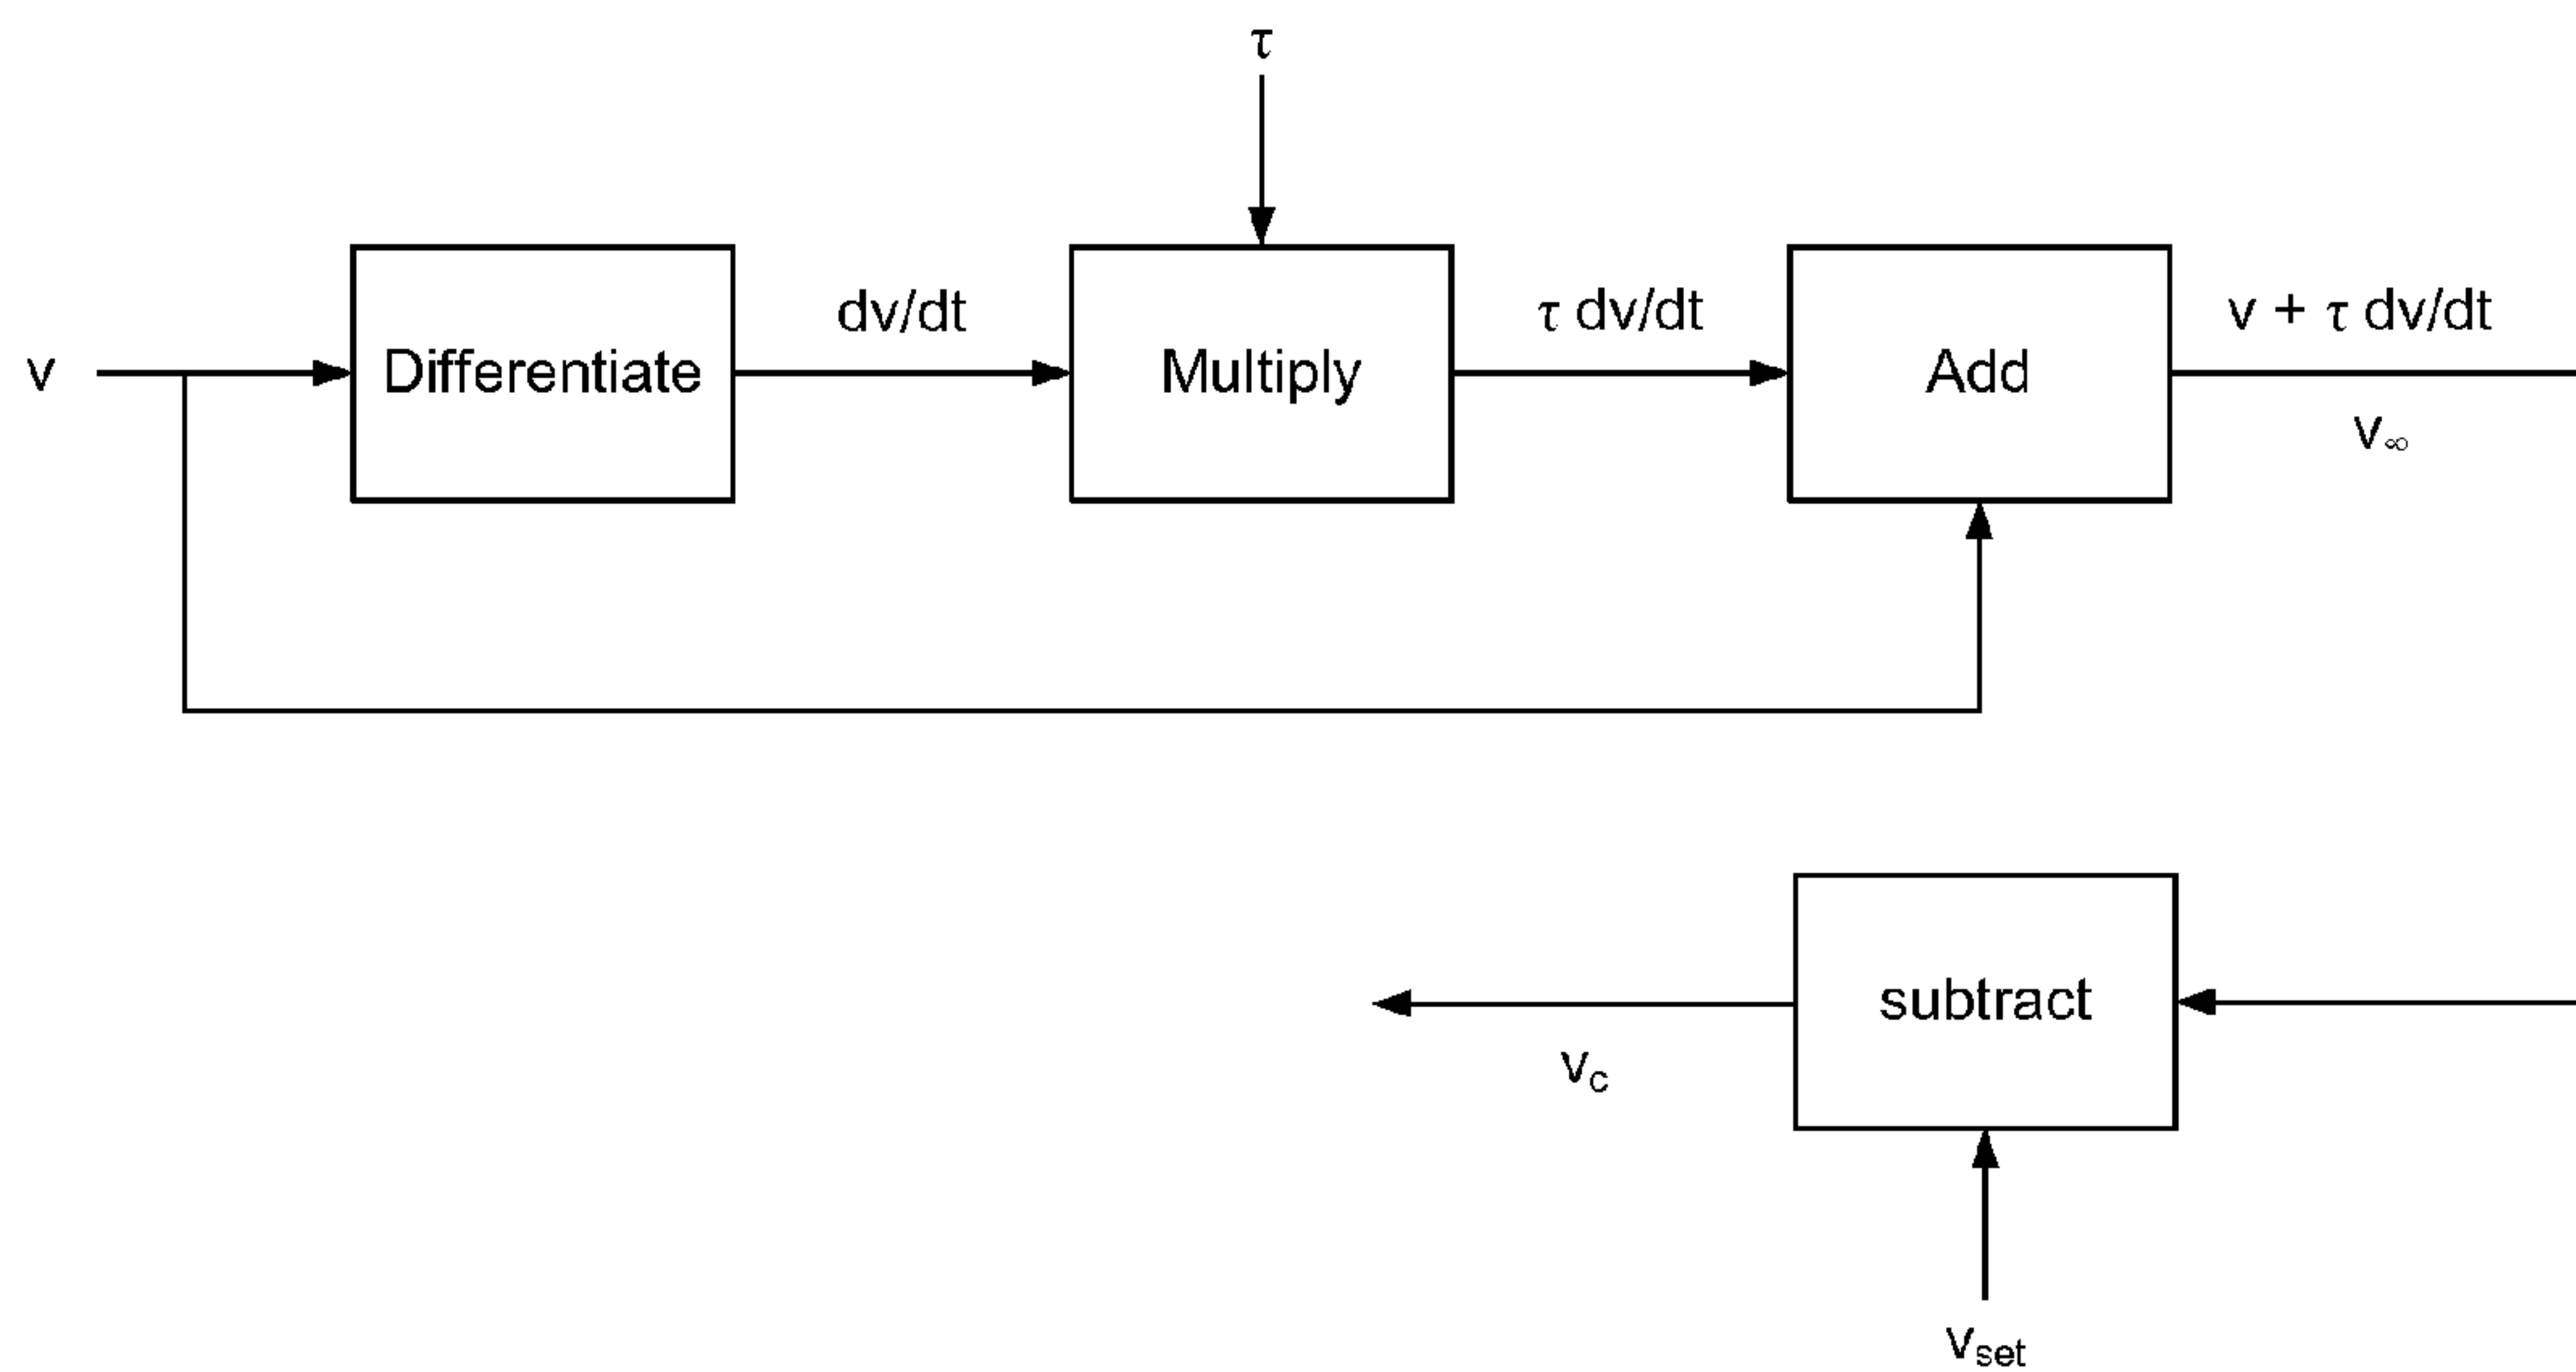 τ
dv/dt
τ dv/dt
v + τ dv/dt
v
Differentiate
Multiply
Add
v∞
subtract
vc
vset